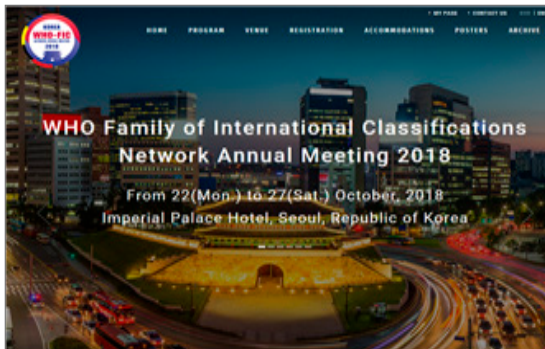 MY PAGE CONTACT US
HOME PROGRAM VENUE REGISTRATION ACCOMMODATIONS POSTERS ARCHIVE
KOREA
WHO-FIC
2018
WHO Family of International Classifications
Network Annual Meeting 2018
From 22(Mon.) to 27(Sat.) October, 2018
Imperial Palace Hotel, Seoul, Republic of Korea